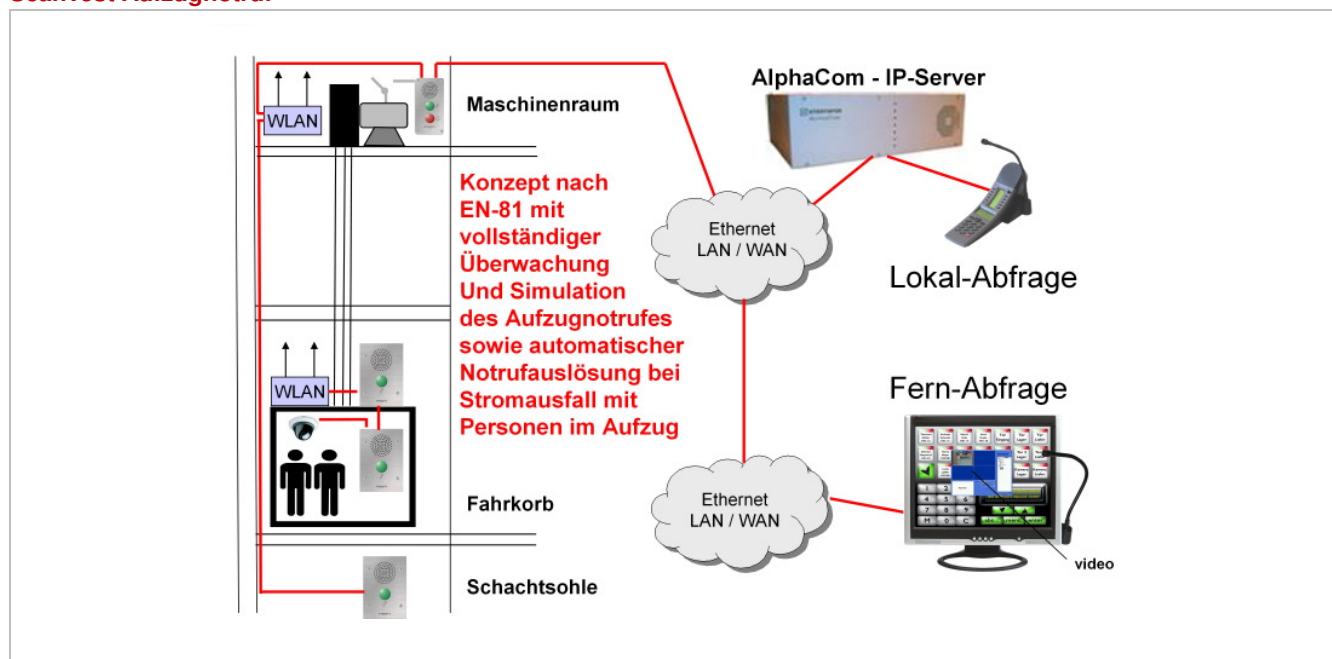 AlphaCom - IP-Server
Maschinenraum
WLAN
Konzept nach
EN-81 mit
vollständiger
Überwachung
Und Simulation
des Aufzugnotrufes
sowie automatischer
Notrufauslösung bei
Stromausfall mit
Personen im Aufzug
Ethernet
LAN / WAN
Lokal-Abfrage
WLAN
Fern-Abfrage
Fahrkorb
Ethernet
LAN / WAN
video
Schachtsohle